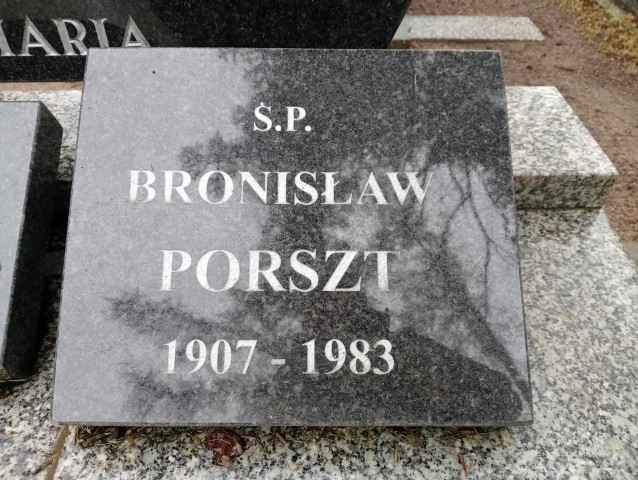 MARIA
Ś.P.
BRONISŁAW
PORSZT
1907 - 1983